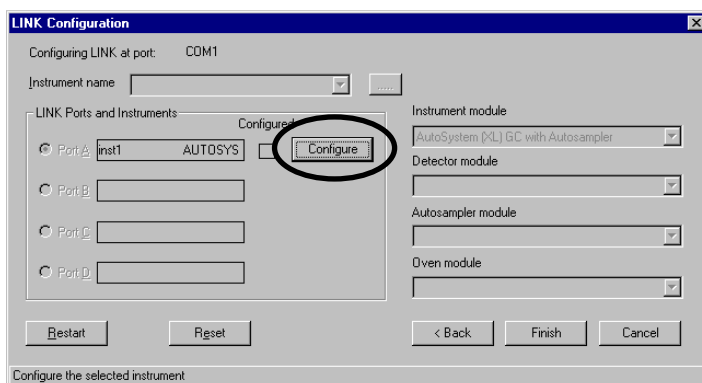 LINK Configuration
Configuring LINK at port: COM1
Instrument name
.....
LINK Ports and Instruments
Configured
Port A inst1 AUTOSYS Configure
Port B
Port C
Port D
Instrument module
AutoSystem (XL) GC with Autosampler
Detector module
Autosampler module
Oven module
Restart Reset < Back Finish Cancel
Configure the selected instrument